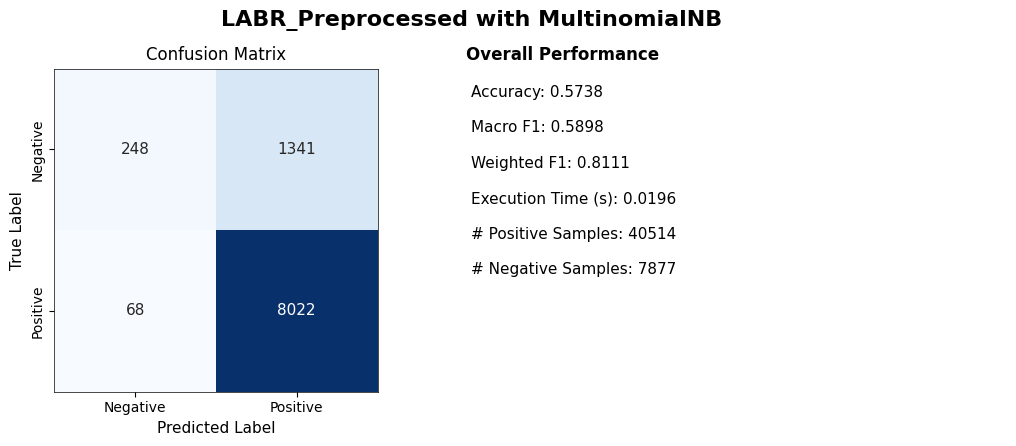 LABR_Preprocessed with MultinomialNB
Confusion Matrix
True Label
Negative
248
1341
Positive
68
8022
Negative
Positive
Predicted Label
Overall Performance
Accuracy: 0.5738
Macro F1: 0.5898
Weighted F1: 0.8111
Execution Time (s): 0.0196
# Positive Samples: 40514
# Negative Samples: 7877